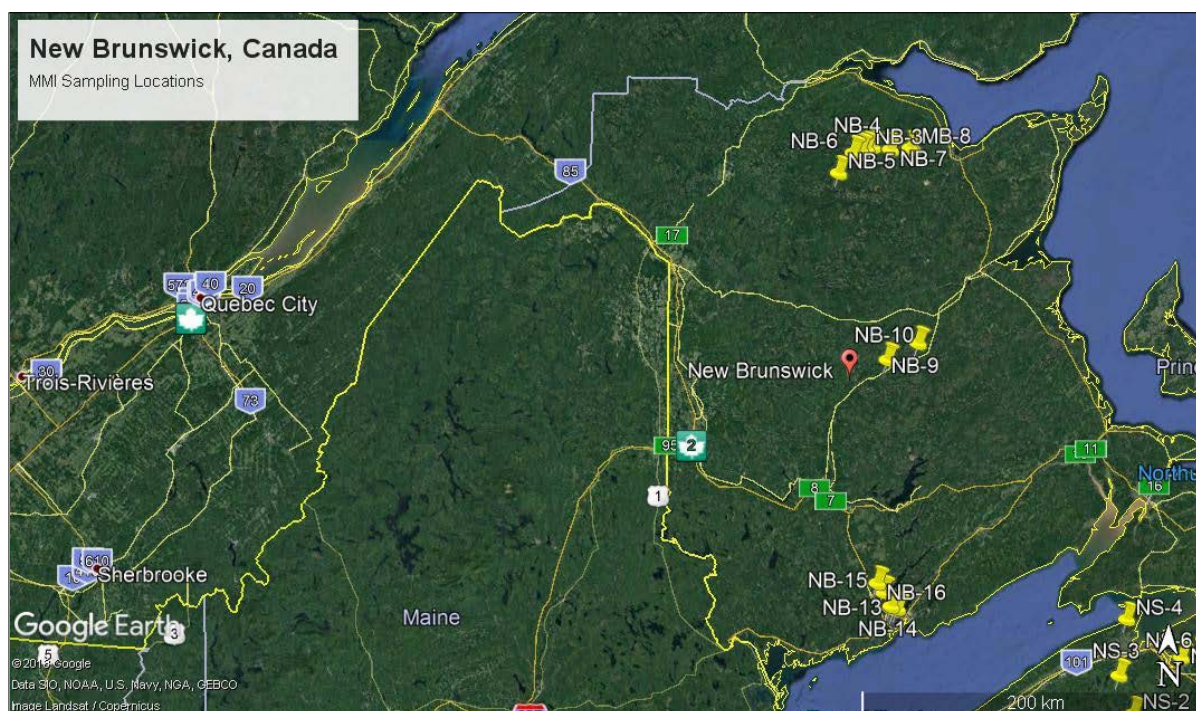 New Brunswick, Canada
MMI Sampling Locations
NB-4
NB-6
NB-3
MB-8
NB-5
NB-7
85
17
40
20
Quebec City
30
Trois-Rivières
73
NB-10
NB-9
New Brunswick
95
2
11
16
8
7
1
610
Sherbrooke
NB-15
NB-16
NB-13
NB-14
Maine
NS-4
NS-3
101
NS-2
Google Earth
3
5
Google
Data SIO, NOAA, U.S. Navy, NGA, GEBCO
Image Landsat / Copernicus
200 km
N